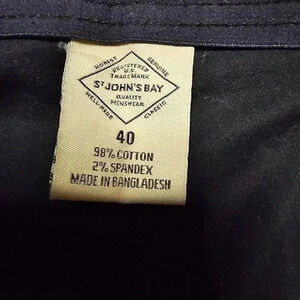 HONEST
GENUINE
REGISTERED
U.S.
TRADEMARK
ST JOHN'S BAY
QUALITY
MENSWEAR
WELL-MADE
CLASSIC
40
98% COTTON
2% SPANDEX
MADE IN BANGLADESH